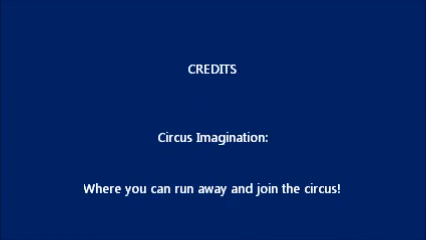 CREDITS
Circus Imagination:
Where you can run away and join the circus!